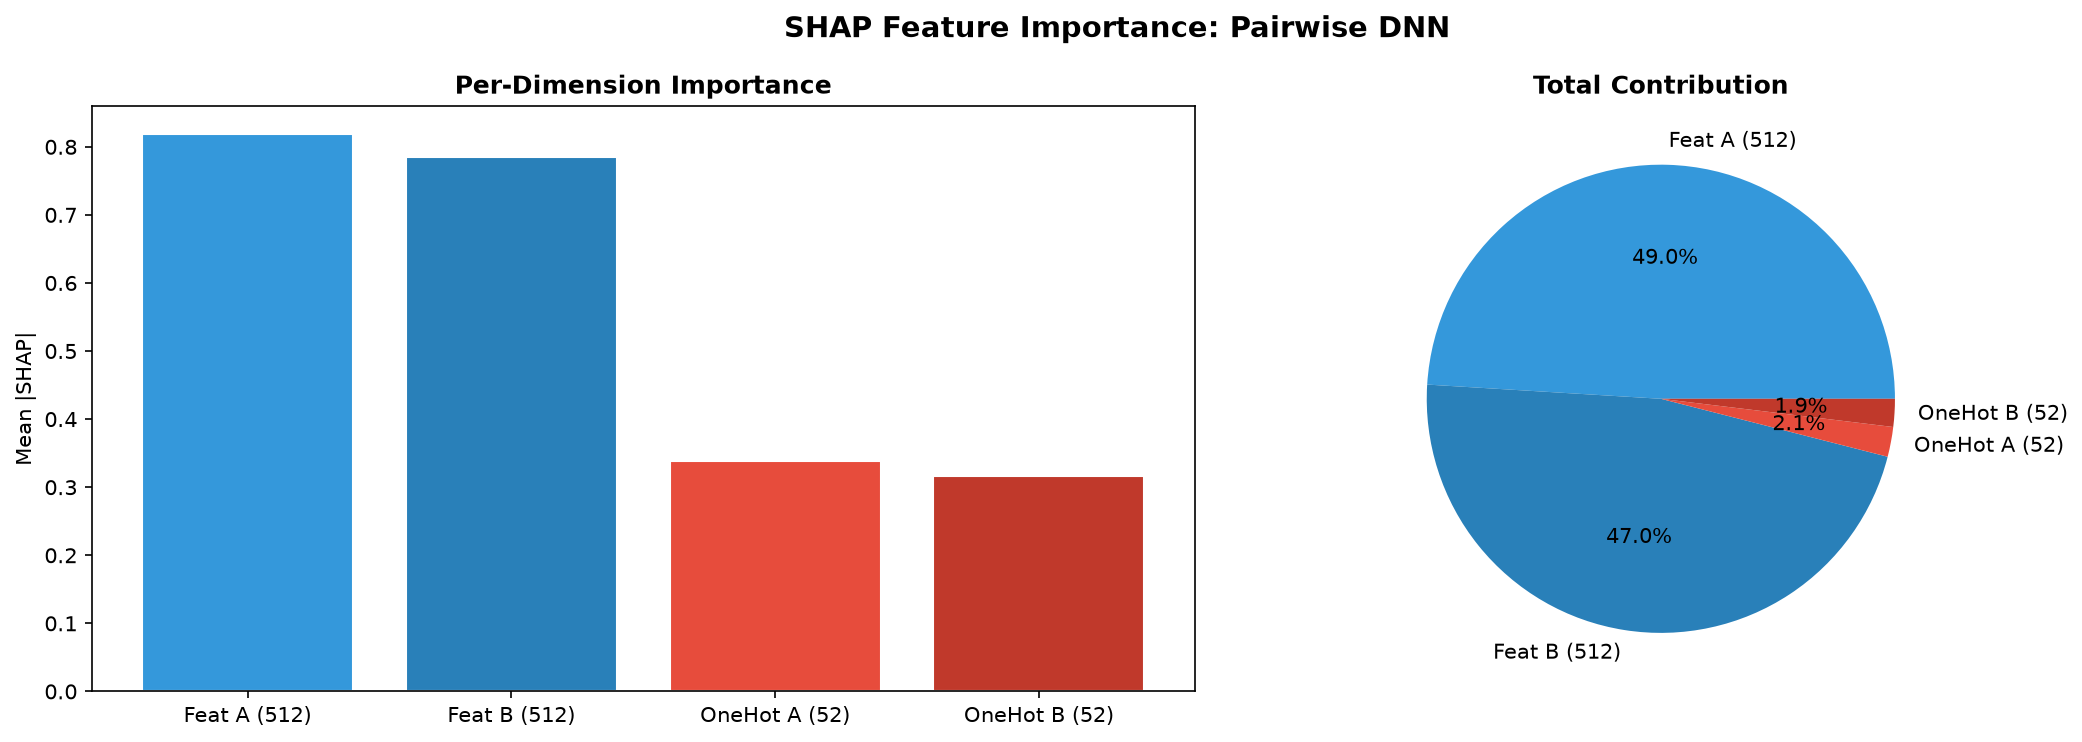 SHAP Feature Importance: Pairwise DNN
Per-Dimension Importance
Mean |SHAP|
0.8
0.7
0.6
0.5
0.4
0.3
0.2
0.1
0.0
Feat A (512)
Feat B (512)
OneHot A (52)
OneHot B (52)
Total Contribution
Feat A (512)
49.0%
1.9%
OneHot B (52)
2.1%
OneHot A (52)
47.0%
Feat B (512)